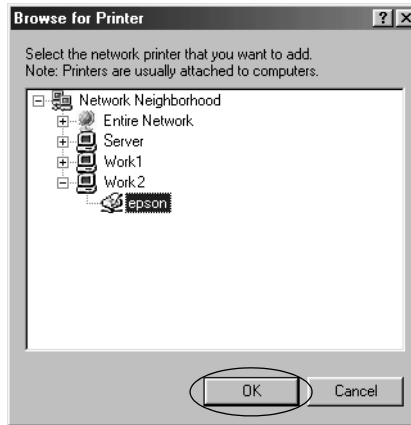 Browse for Printer
Select the network printer that you want to add.
Note: Printers are usually attached to computers.
Network Neighborhood
Entire Network
Server
Work1
Work2
epson
OK Cancel